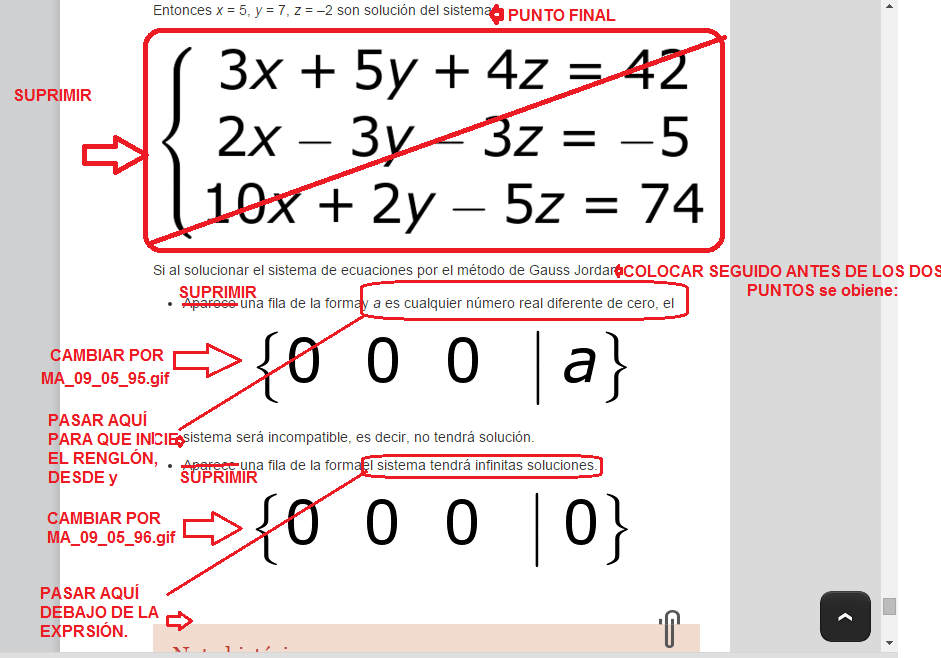 Entonces x = 5, y = 7, z = –2 son solución del sistema
PUNTO FINAL
SUPRIMIR
3x + 5y + 4z = 42
2x – 3y – 3z = –5
10x + 2y – 5z = 74
Si al solucionar el sistema de ecuaciones por el método de Gauss Jordan
COLOCAR SEGUIDO ANTES DE LOS DOS
PUNTOS se obiene:
SUPRIMIR
• Aparece una fila de la forma y a es cualquier número real diferente de cero, el
{0 0 0 | a}
CAMBIAR POR
MA_09_05_95.gif
PASAR AQUÍ
PARA QUE INCIE
EL RENGLÓN,
DESDE y
sistema será incompatible, es decir, no tendrá solución.
• Aparece una fila de la forma el sistema tendrá infinitas soluciones.
SUPRIMIR
{0 0 0 | 0}
CAMBIAR POR
MA_09_05_96.gif
PASAR AQUÍ
DEBAJO DE LA
EXPRSIÓN.